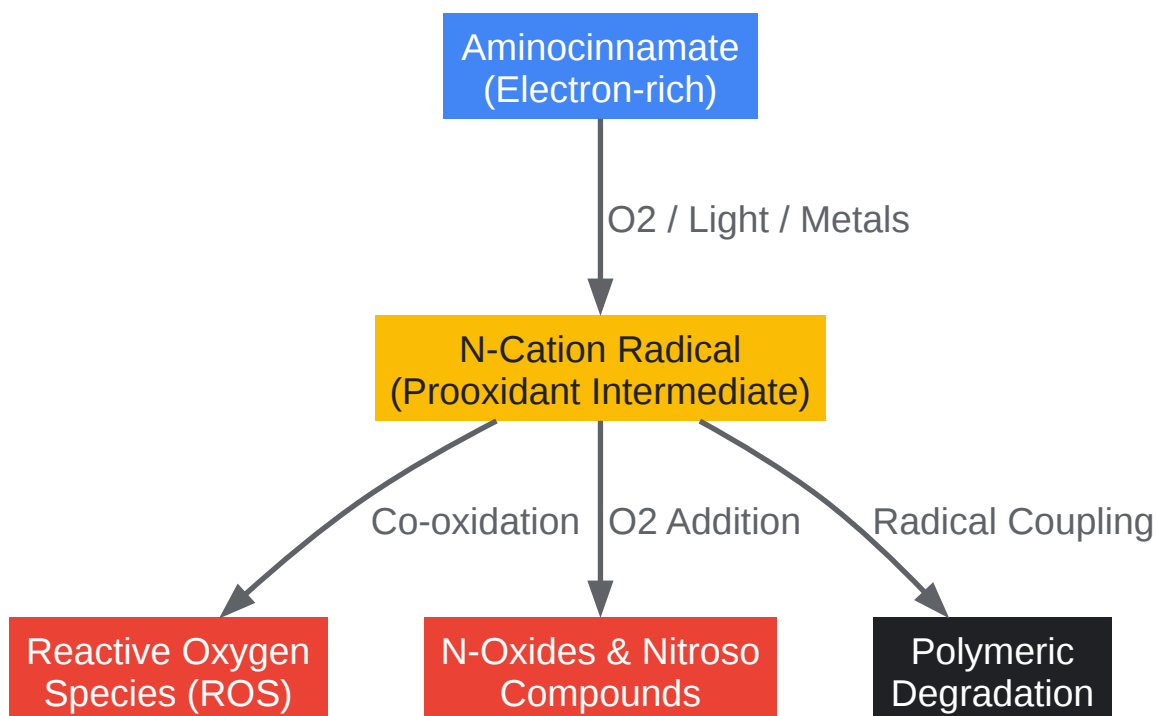 Aminocinnamate
(Electron-rich)
O2 / Light / Metals
N-Cation Radical
(Prooxidant Intermediate)
Co-oxidation
O2 Addition
Radical Coupling
Reactive Oxygen
Species (ROS)
N-Oxides & Nitroso
Compounds
Polymeric
Degradation